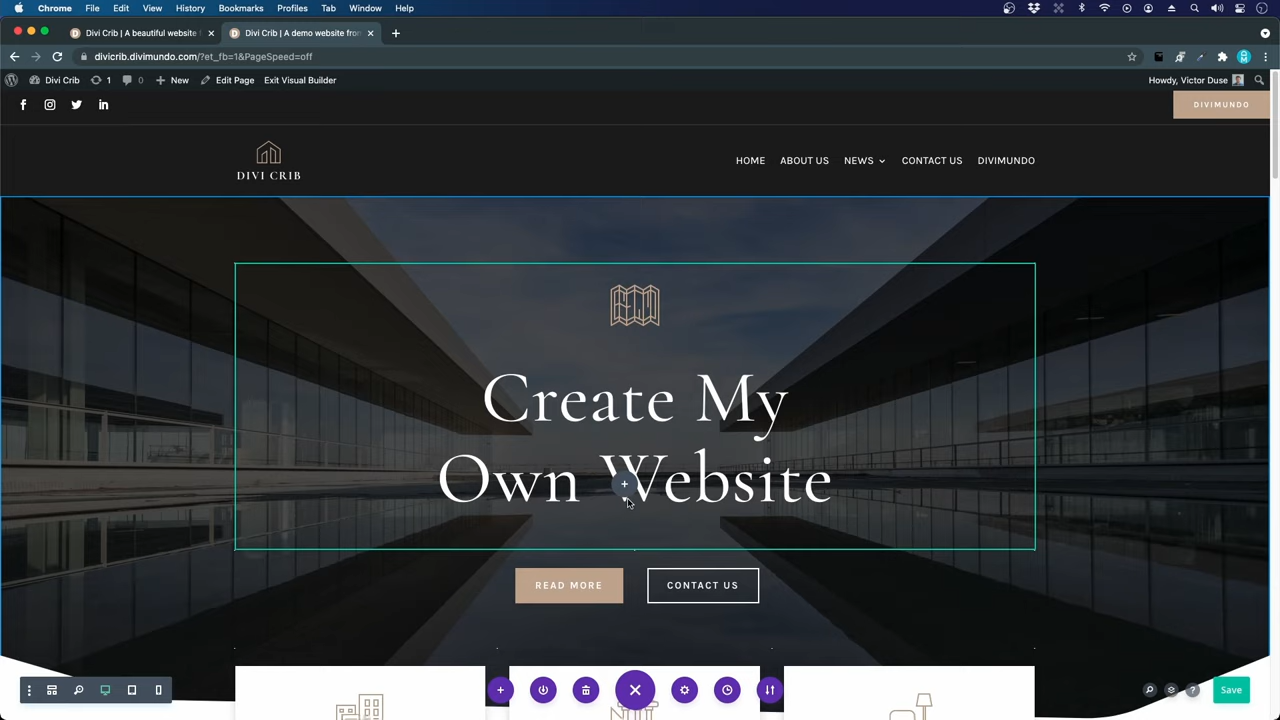 Chrome File Edit View History Bookmarks Profiles Tab Window Help
Divi Crib | A beautiful website Divi Crib | A demo website from
divicrib.divimundo.com/?et_fb=1&PageSpeed=off
Divi Crib 1 0 New Edit Page Exit Visual Builder Howdy, Victor Duse
DIVIMUNDO
DIVI CRIB
HOME ABOUT US NEWS CONTACT US DIVIMUNDO
Create My
Own Website
READ MORE CONTACT US
Save